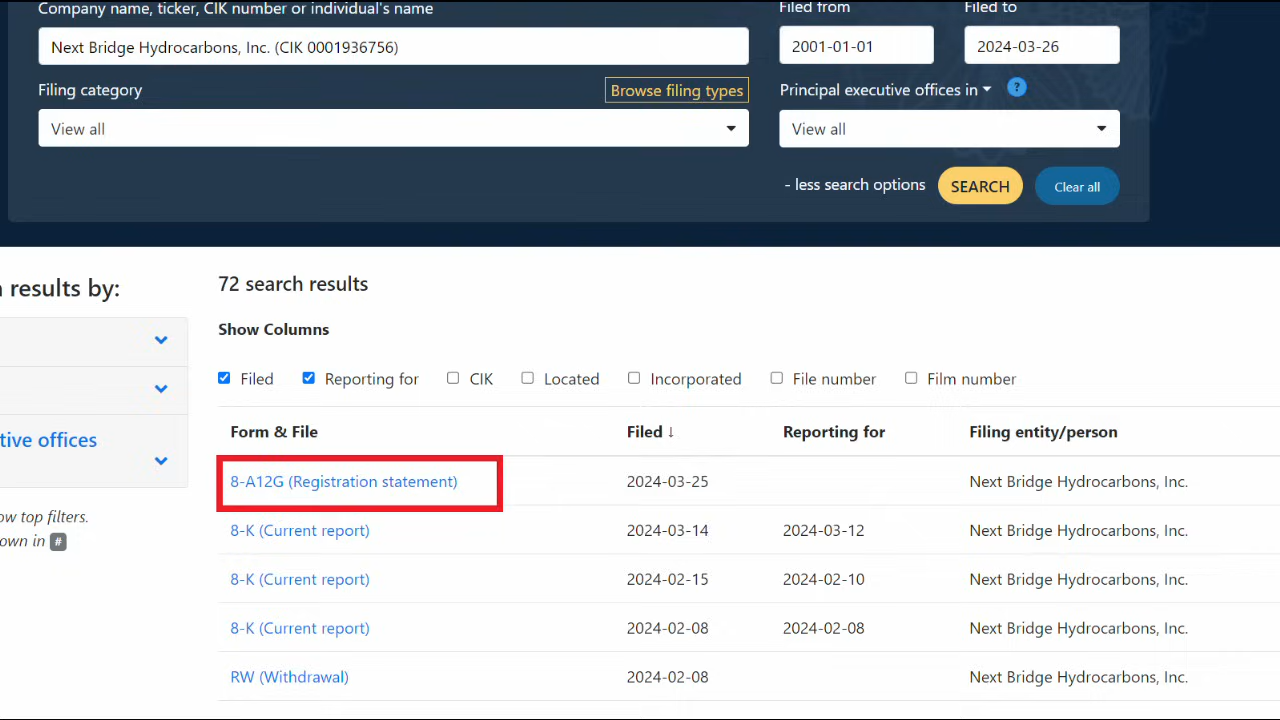 Company name, ticker, CIK number or individual's name
Filed from
Filed to
Next Bridge Hydrocarbons, Inc. (CIK 0001936756)
2001-01-01
2024-03-26
Filing category
Browse filing types
Principal executive offices in
?
View all
View all
- less search options
SEARCH
Clear all
results by:
72 search results
Show Columns
Filed
Reporting for
CIK
Located
Incorporated
File number
Film number
tive offices
Form & File
Filed ↓
Reporting for
Filing entity/person
8-A12G (Registration statement)
2024-03-25
Next Bridge Hydrocarbons, Inc.
ow top filters.
8-K (Current report)
2024-03-14
2024-03-12
Next Bridge Hydrocarbons, Inc.
own in #
8-K (Current report)
2024-02-15
2024-02-10
Next Bridge Hydrocarbons, Inc.
8-K (Current report)
2024-02-08
2024-02-08
Next Bridge Hydrocarbons, Inc.
RW (Withdrawal)
2024-02-08
Next Bridge Hydrocarbons, Inc.